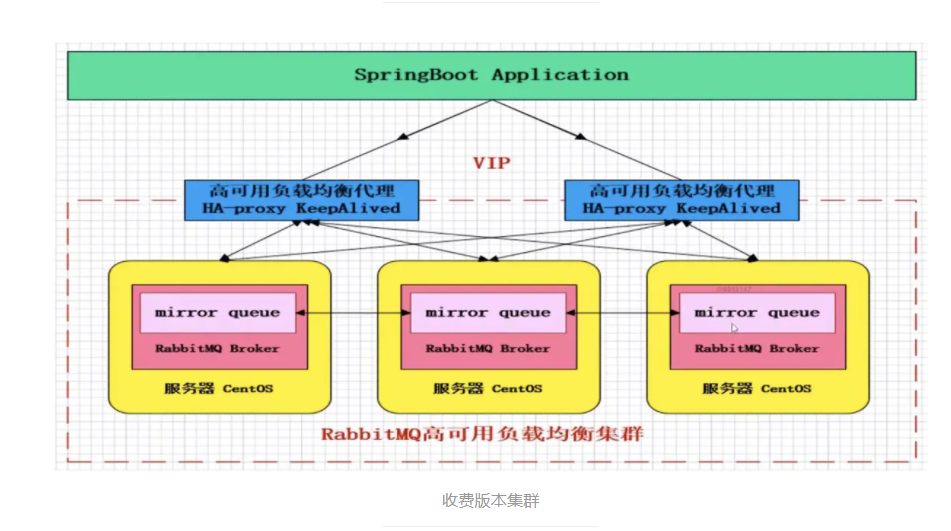 SpringBoot Application
VIP
高可用负载均衡代理
HA-proxy KeepAlived
高可用负载均衡代理
HA-proxy KeepAlived
mirror queue
RabbitMQ Broker
服务器 CentOS
mirror queue
RabbitMQ Broker
服务器 CentOS
mirror queue
RabbitMQ Broker
服务器 CentOS
RabbitMQ高可用负载均衡集群
收费版本集群